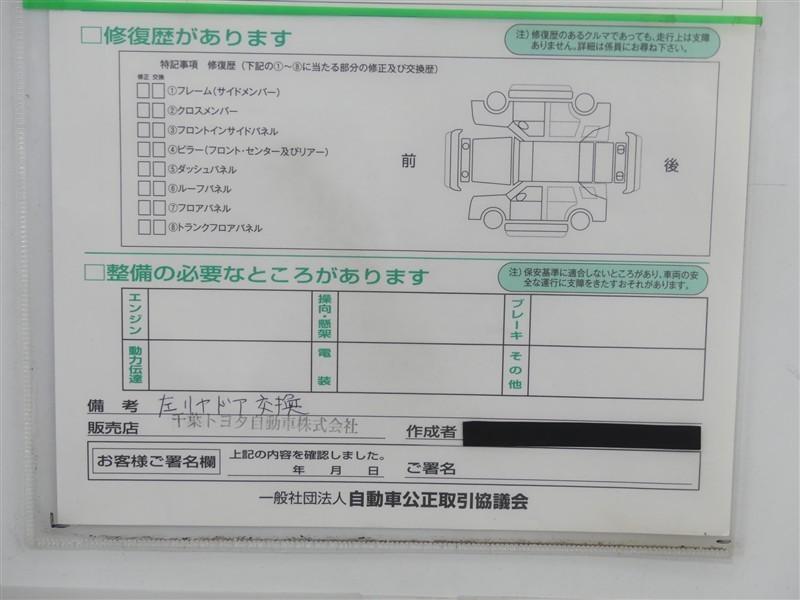 □修復歴があります
注）修復歴のあるクルマであっても、走行上は支障
ありません。詳細は係員にお尋ね下さい。
特記事項 修復歴（下記の①～⑧に当たる部分の修正及び交換歴）
修正 交換
□□①フレーム（サイドメンバー）
□□②クロスメンバー
□□③フロントインサイドパネル
□□④ピラー（フロント・センター及びリアー）
□□⑤ダッシュパネル
□□⑥ルーフパネル
□□⑦フロアパネル
□□⑧トランクフロアパネル
前
後
□整備の必要なところがあります
注）保安基準に適合しないところがあり、車両の安
全な運行に支障をきたすおそれがあります。
エンジン
操向・懸架
ブレーキ
動力伝達
電装
その他
備考 左リヤドア交換
販売店 千葉トヨタ自動車株式会社 作成者
お客様ご署名欄
上記の内容を確認しました。
年 月 日 ご署名
一般社団法人 自動車公正取引協議会